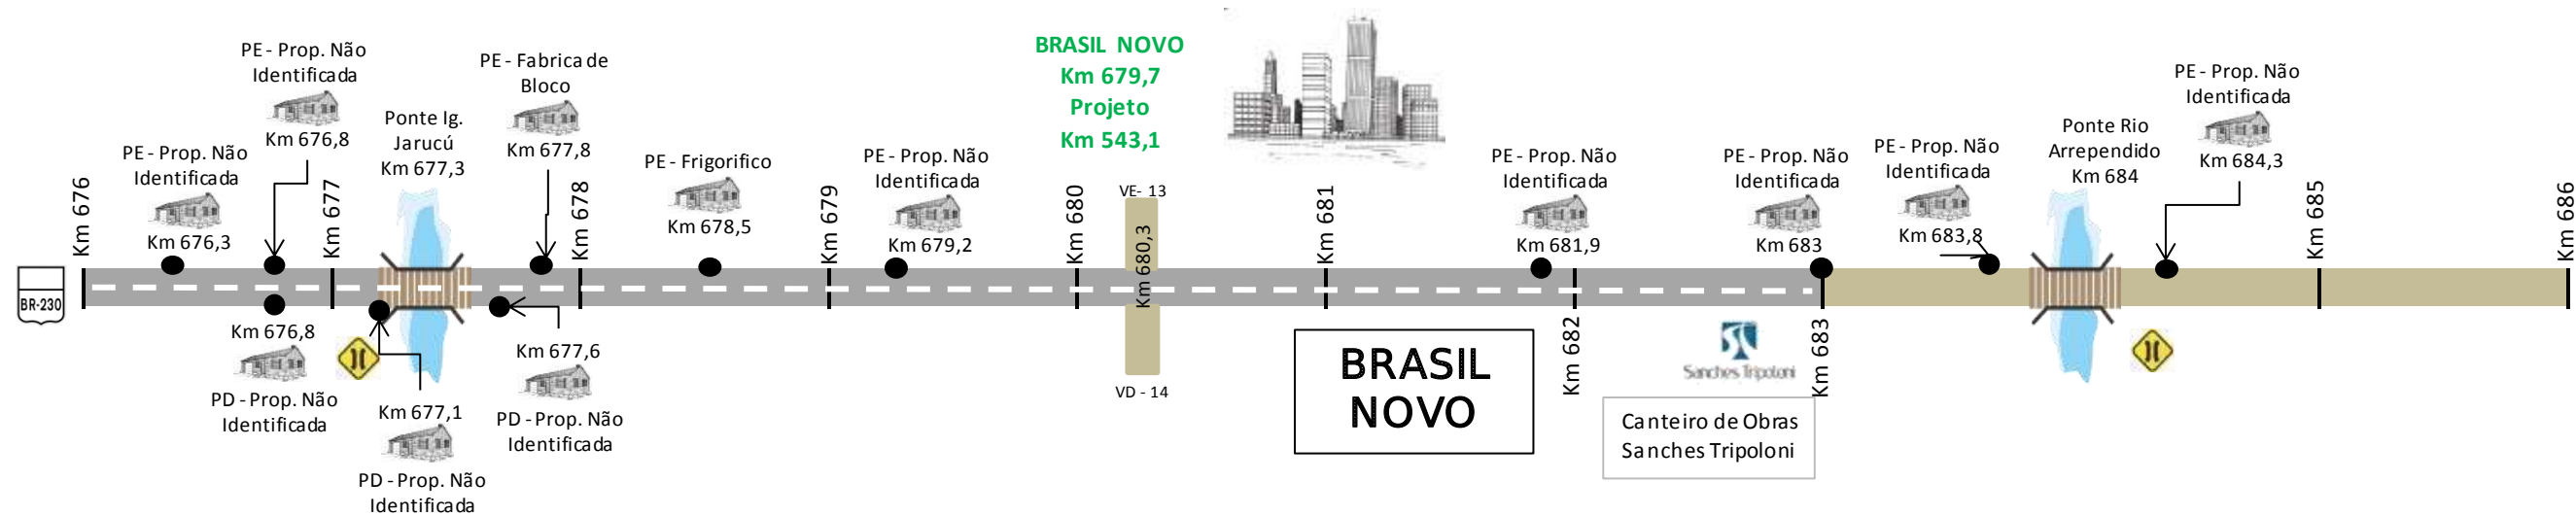 BR-230
Km 676
PE - Prop. Não
Identificada
Km 676,3
PE - Prop. Não
Identificada
Km 676,8
Km 676,8
PD - Prop. Não
Identificada
Km 677
Ponte Ig.
Jarucú
Km 677,3
Km 677,1
PD - Prop. Não
Identificada
PE - Fabrica de
Bloco
Km 677,8
Km 677,6
PD - Prop. Não
Identificada
Km 678
PE - Frigorifico
Km 678,5
Km 679
PE - Prop. Não
Identificada
Km 679,2
BRASIL NOVO
Km 679,7
Projeto
Km 543,1
Km 680
VE- 13
Km 680,3
VD - 14
Km 681
BRASIL
NOVO
PE - Prop. Não
Identificada
Km 681,9
Km 682
Sanches Tripoloni
Canteiro de Obras
Sanches Tripoloni
PE - Prop. Não
Identificada
Km 683
Km 683
PE - Prop. Não
Identificada
Km 683,8
Ponte Rio
Arrependido
Km 684
PE - Prop. Não
Identificada
Km 684,3
Km 685
Km 686